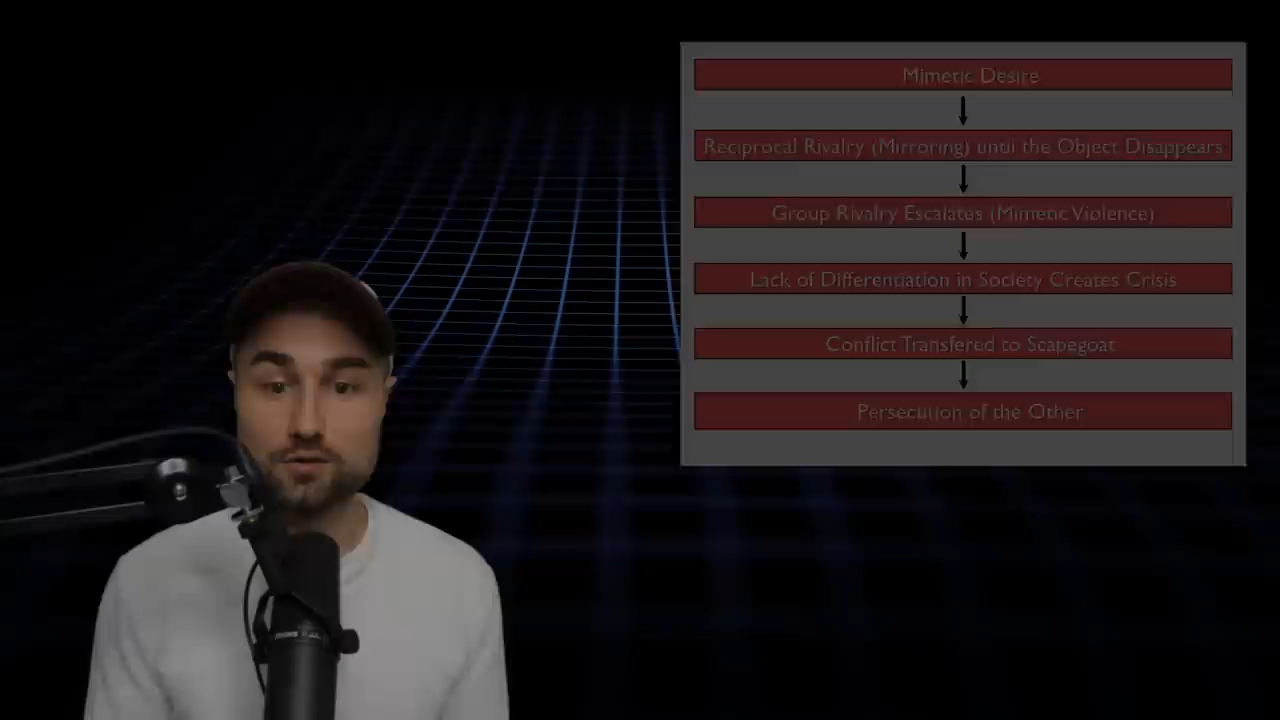 Mimetic Desire
Reciprocal Rivalry (Mirroring) until the Object Disappears
Group Rivalry Escalates (Mimetic Violence)
Lack of Differentiation in Society Creates Crisis
Conflict Transfered to Scapegoat
Persecution of the Other